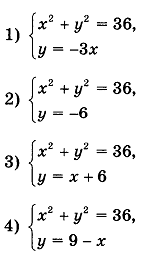 1) { x² + y² = 36,
y = –3x
2) { x² + y² = 36,
y = –6
3) { x² + y² = 36,
y = x + 6
4) { x² + y² = 36,
y = 9 – x